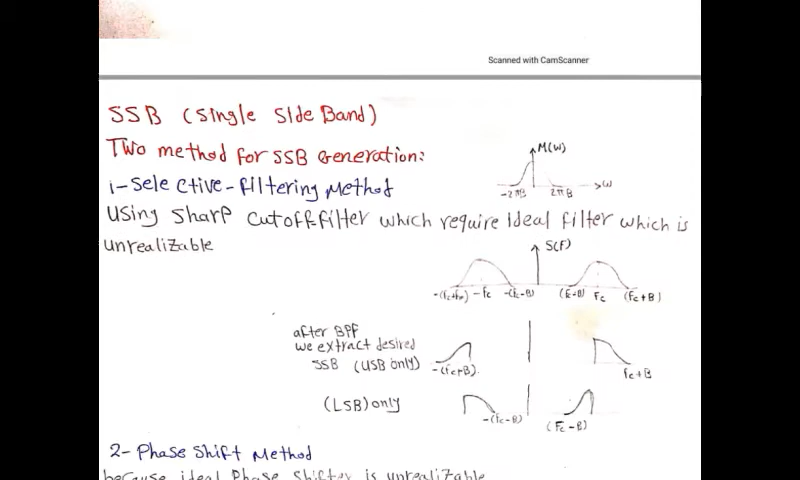 Scanned with CamScanner
SSB (Single Side Band)
Two method for SSB Generation:
M(W)
-2πB 2πB W
1- Selective-filtering Method
Using Sharp cutoff filter which require ideal filter which is
unrealizable
S(F)
-fc -(fc-B) (fc-B) Fc (Fc+B)
after BPF
we extract desired
SSB (USB only)
-(fc+B). fc+B
(LSB) only
-(fc-B) (Fc-B)
2- Phase Shift Method
because ideal Phase Shifter is unrealizable